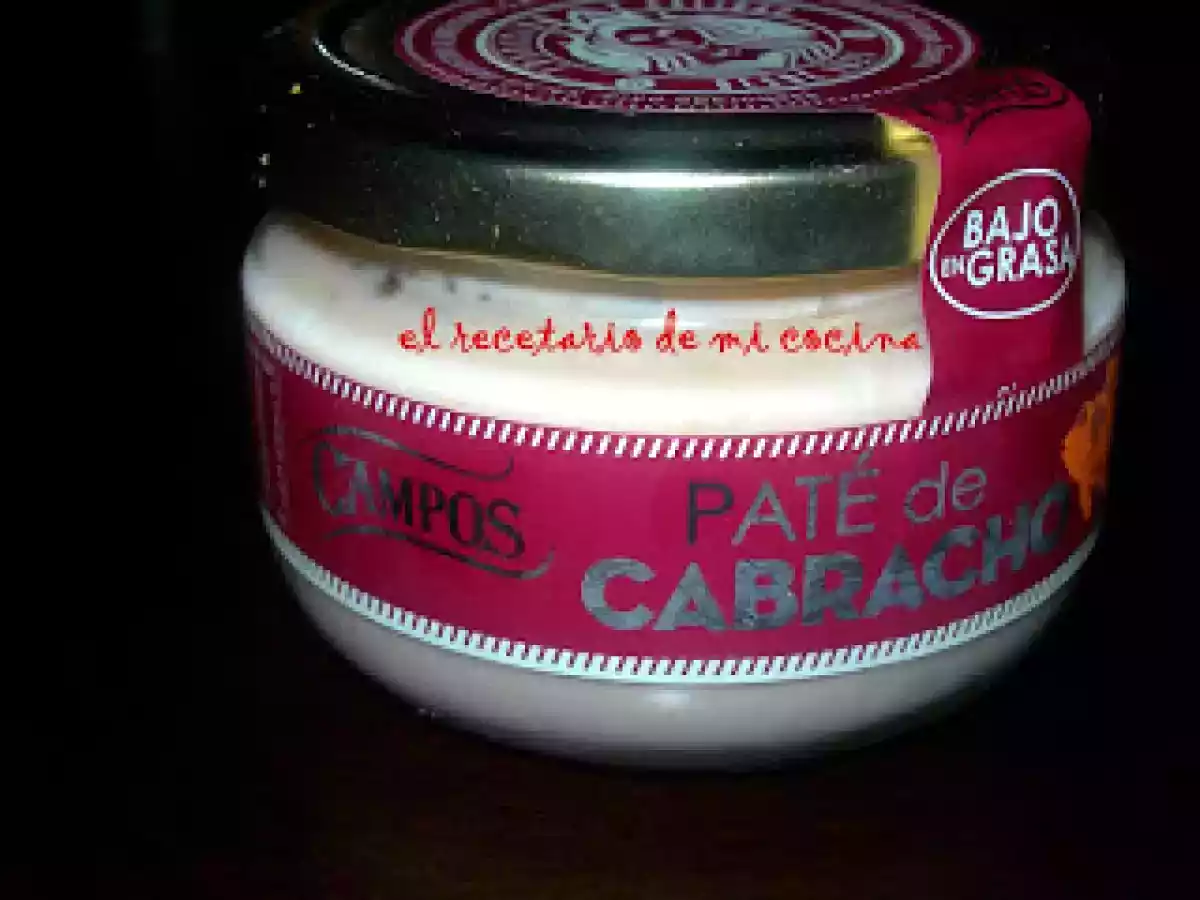 BAJO
EN GRASA
el recetario de mi cocina
CAMPOS
PATÉ de
CABRACHO